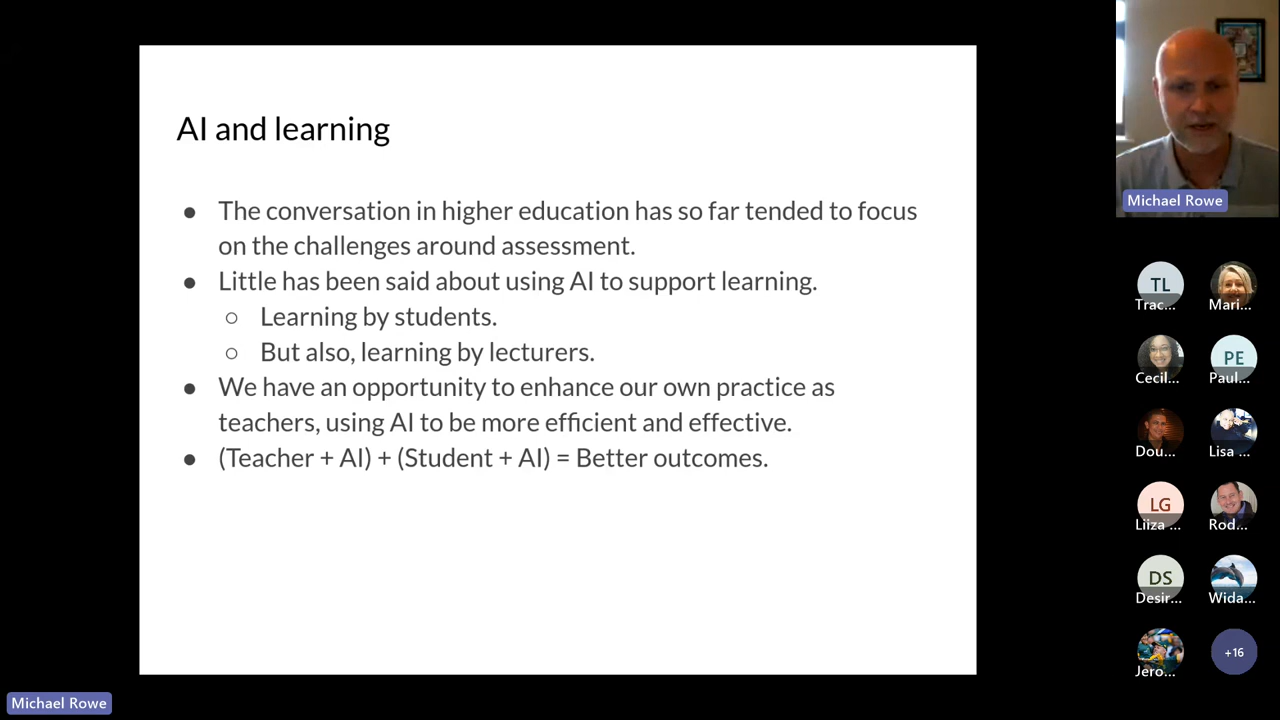 AI and learning
● The conversation in higher education has so far tended to focus
on the challenges around assessment.
● Little has been said about using AI to support learning.
○ Learning by students.
○ But also, learning by lecturers.
● We have an opportunity to enhance our own practice as
teachers, using AI to be more efficient and effective.
● (Teacher + AI) + (Student + AI) = Better outcomes.
Michael Rowe
TL
Trac...
Mari...
Cecil...
PE
Paul...
Dou...
Lisa ...
LG
Liiza ...
Rod...
DS
Desir...
Wida...
Jero...
+16
Michael Rowe